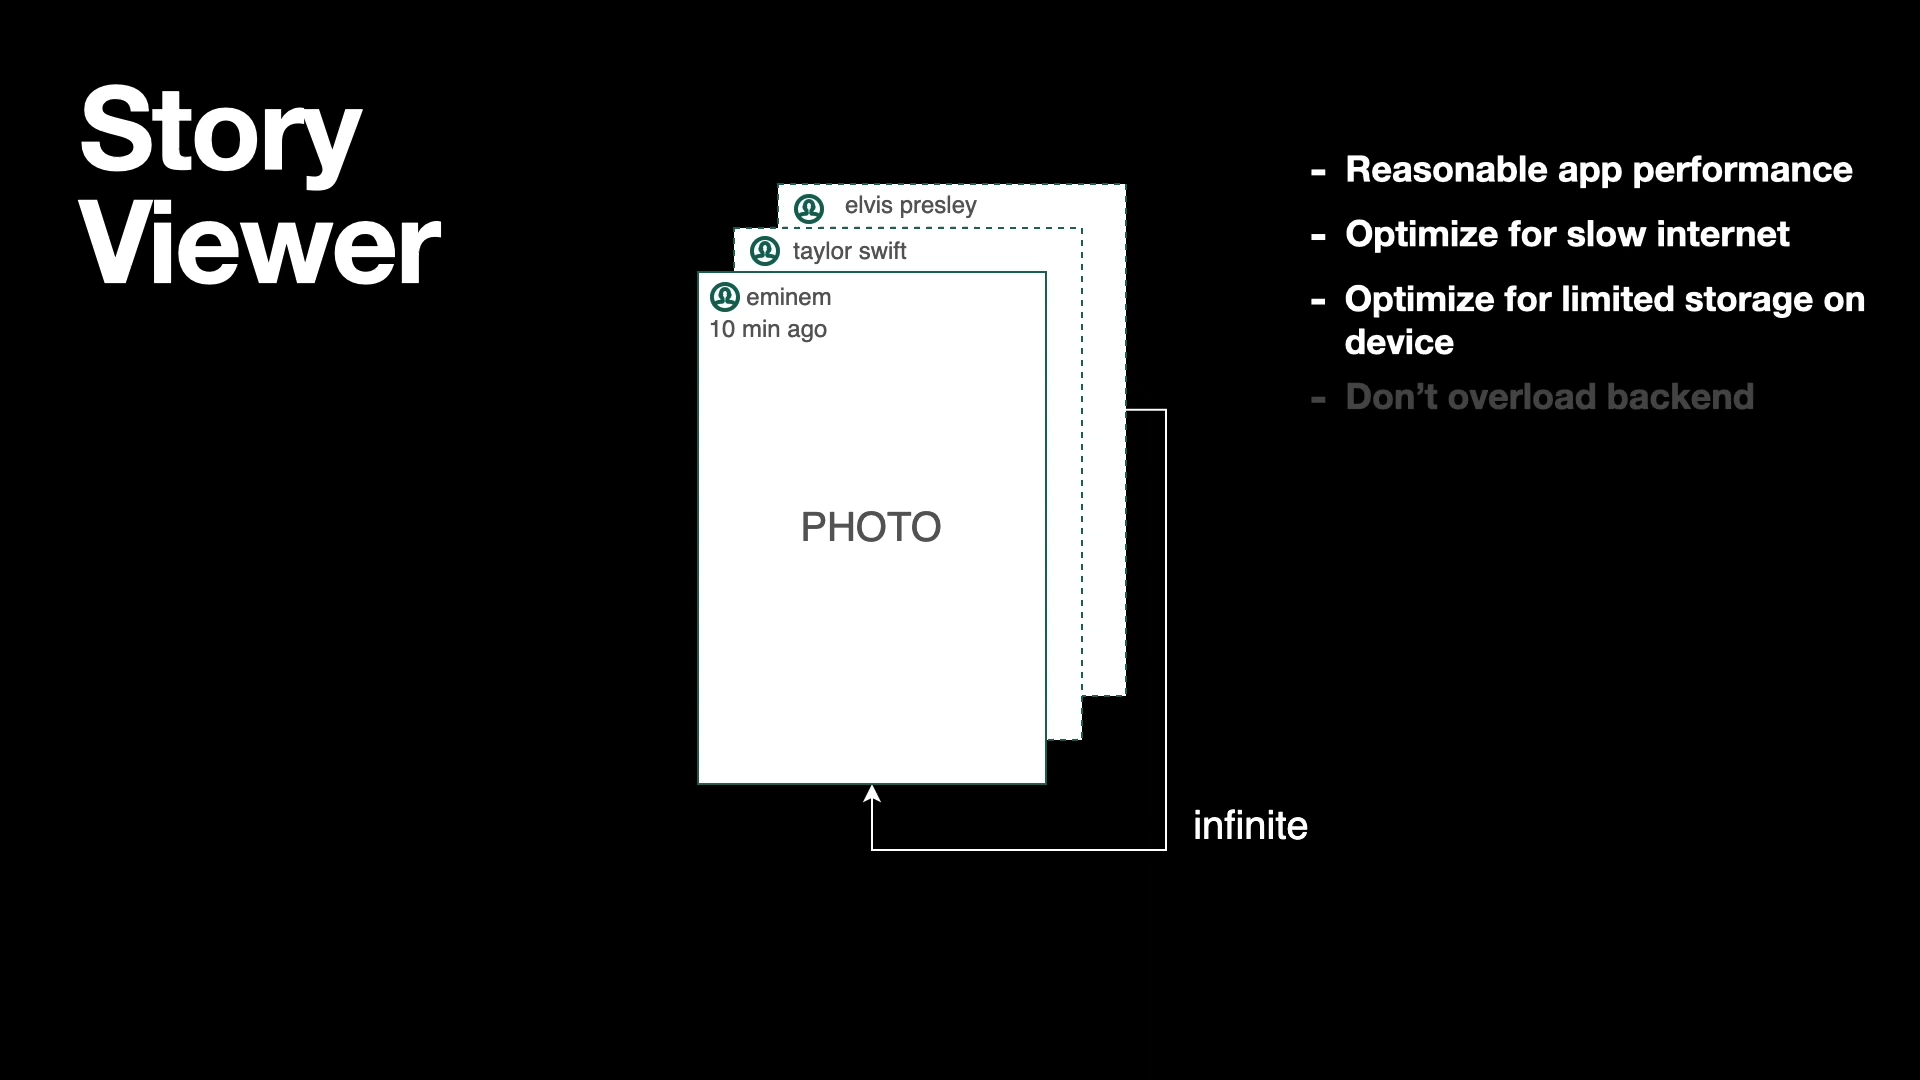 Story
Viewer
elvis presley
taylor swift
eminem
10 min ago
PHOTO
infinite
- Reasonable app performance
- Optimize for slow internet
- Optimize for limited storage on
device
- Don’t overload backend